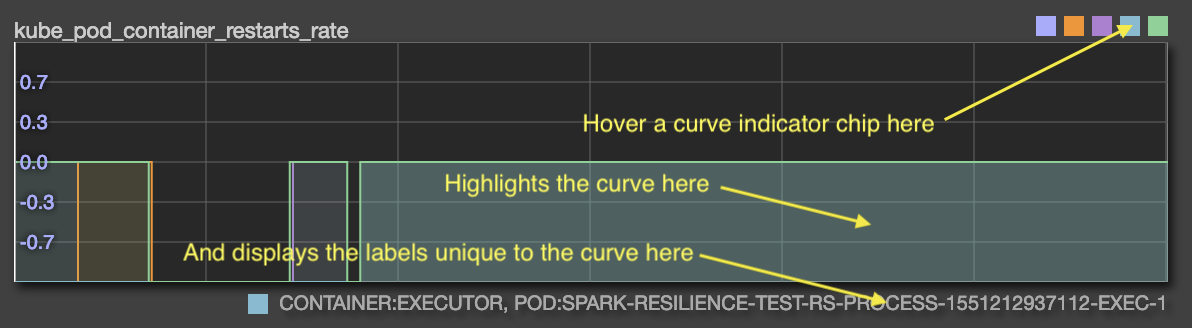 kube_pod_container_restarts_rate
0.7
0.3
Hover a curve indicator chip here
0.0
Highlights the curve here
-0.3
-0.7
And displays the labels unique to the curve here
CONTAINER:EXECUTOR, POD:SPARK-RESILIENCE-TEST-RS-PROCESS-1551212937112-EXEC-1